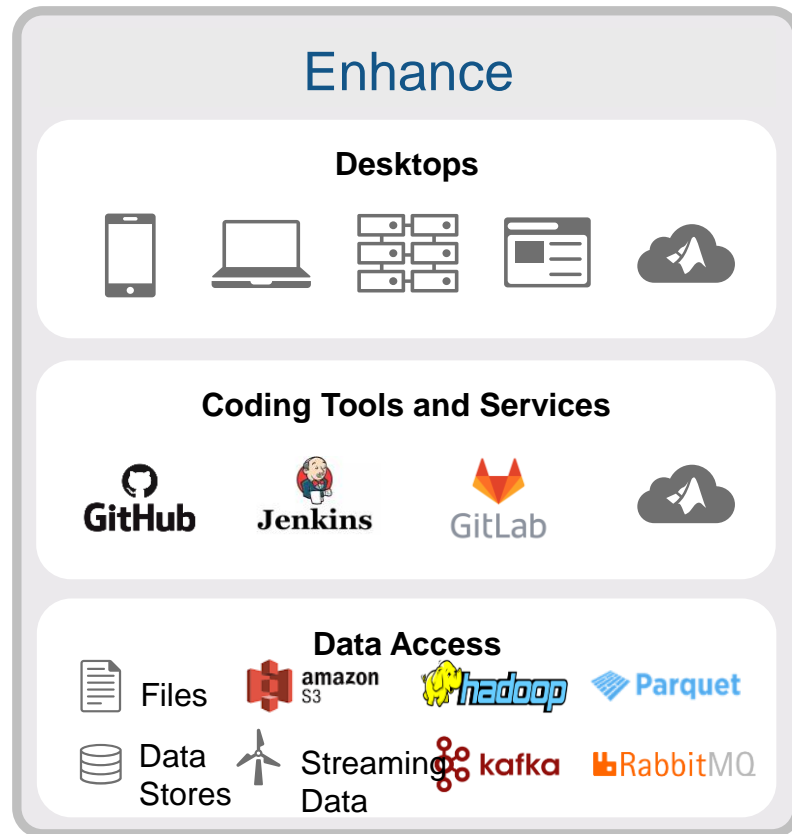 Enhance
Desktops
Coding Tools and Services
GitHub
Jenkins
GitLab
Data Access
Files
amazon
S3
hadoop
Parquet
Data
Stores
Streaming
Data
kafka
RabbitMQ